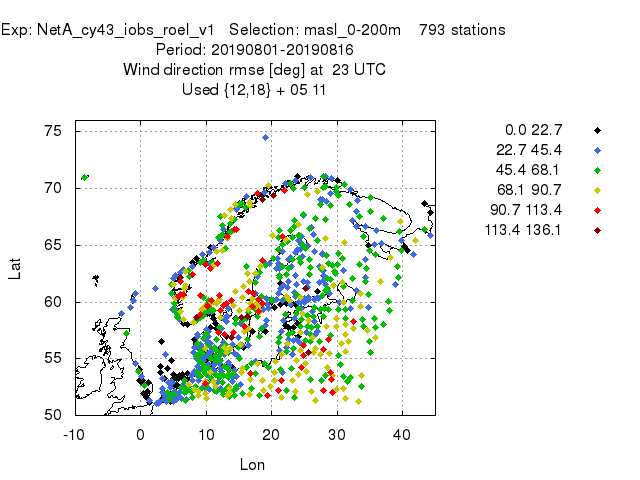 Exp: NetA_cy43_iobs_roel_v1 Selection: masl_0-200m 793 stations
Period: 20190801-20190816
Wind direction rmse [deg] at 23 UTC
Used {12,18} + 05 11
0.0 22.7
22.7 45.4
45.4 68.1
68.1 90.7
90.7 113.4
113.4 136.1
75
70
65
60
55
50
Lat
-10 0 10 20 30 40
Lon